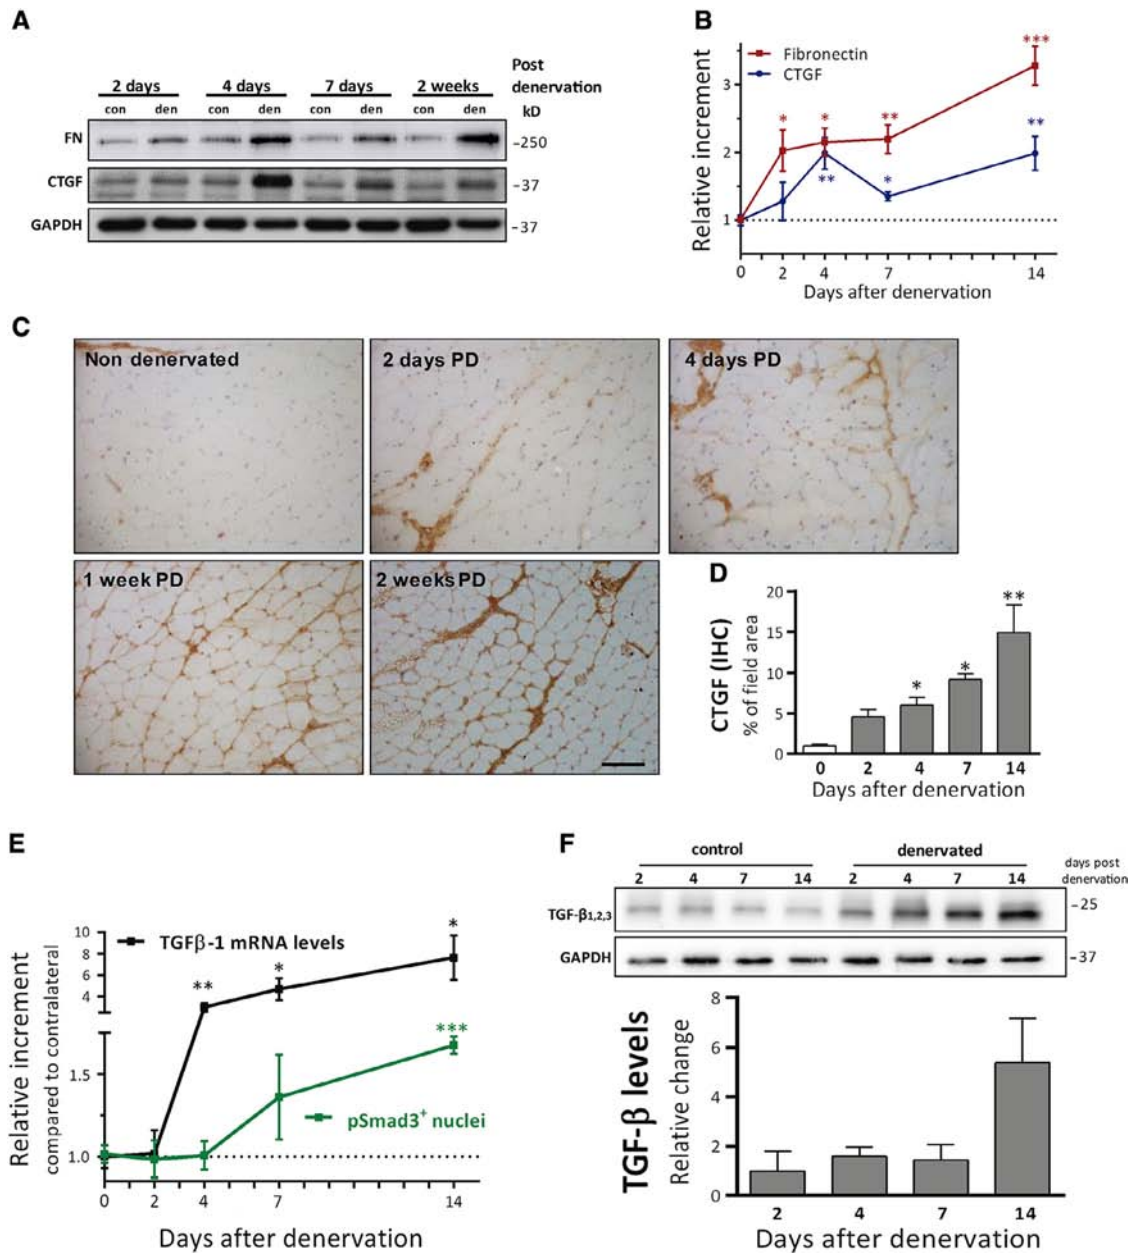 A
2 days 4 days 7 days 2 weeks Post denervation
con den con den con den con den kD
FN -250
CTGF -37
GAPDH -37
B
Fibronectin
CTGF
***
* * ** **
** *
Relative increment
3
2
1
0 2 4 7 14
Days after denervation
C
Non denervated
2 days PD
4 days PD
1 week PD
2 weeks PD
D
CTGF (IHC)
% of field area
20
15
10
5
0
* * **
0 2 4 7 14
Days after denervation
E
TGFβ-1 mRNA levels
pSmad3+ nuclei
** * *
***
Relative increment
compared to contralateral
10
8
6
4
1.5
1.0
0 2 4 7 14
Days after denervation
F
control denervated
2 4 7 14 2 4 7 14 days post denervation
TGF-β1,2,3 -25
GAPDH -37
TGF-β levels
Relative change
8
6
4
2
0
2 4 7 14
Days after denervation